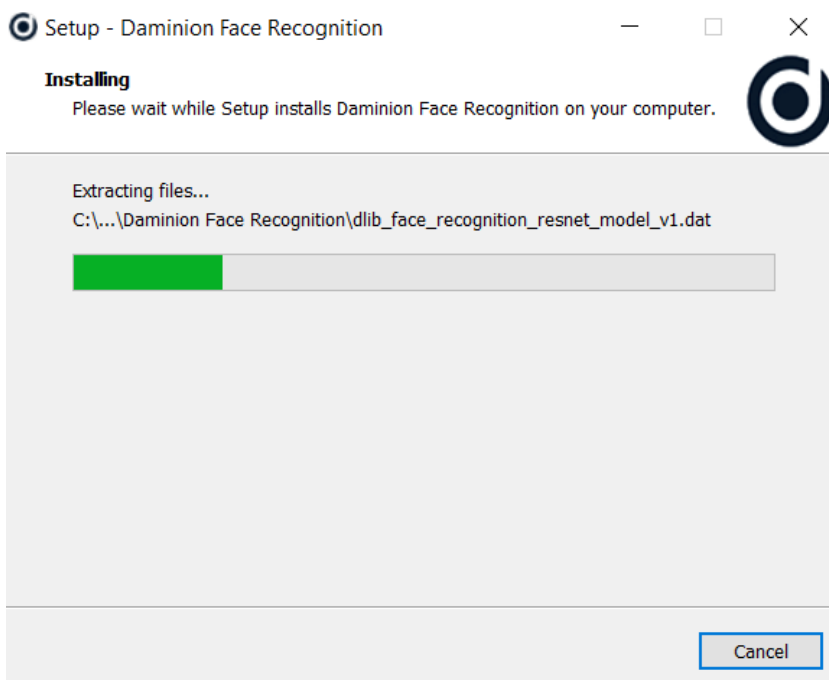 Setup - Daminion Face Recognition
Installing
Please wait while Setup installs Daminion Face Recognition on your computer.
Extracting files...
C:\...\Daminion Face Recognition\dlib_face_recognition_resnet_model_v1.dat
Cancel